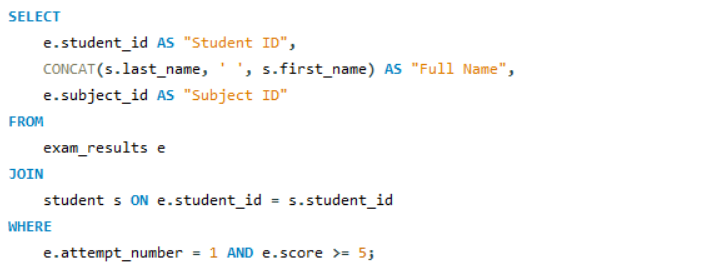 SELECT
    e.student_id AS "Student ID",
    CONCAT(s.last_name, ' ', s.first_name) AS "Full Name",
    e.subject_id AS "Subject ID"
FROM
    exam_results e
JOIN
    student s ON e.student_id = s.student_id
WHERE
    e.attempt_number = 1 AND e.score >= 5;